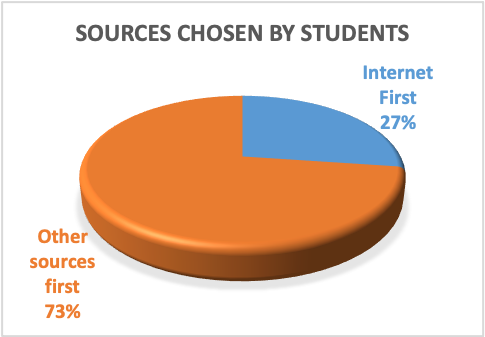 SOURCES CHOSEN BY STUDENTS
Internet
First
27%
Other
sources
first
73%